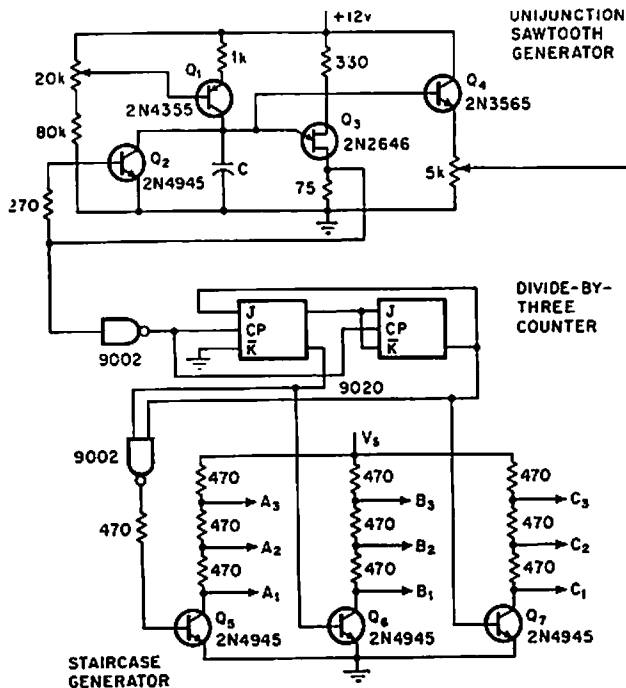 +12v
UNIJUNCTION
SAWTOOTH
GENERATOR
1k
330
Q1
Q4
20k
2N4355
Q3
2N3565
80k
Q2
C
2N2646
2N4945
75
5k
270
DIVIDE-BY-
THREE
COUNTER
J
CP
K̅
J
CP
K̅
9002
9020
9002
Vs
470
470
470
A3
B3
C3
470
470
470
A2
B2
C2
470
470
470
470
A1
B1
C1
Q5
Q6
Q7
2N4945
2N4945
2N4945
STAIRCASE
GENERATOR